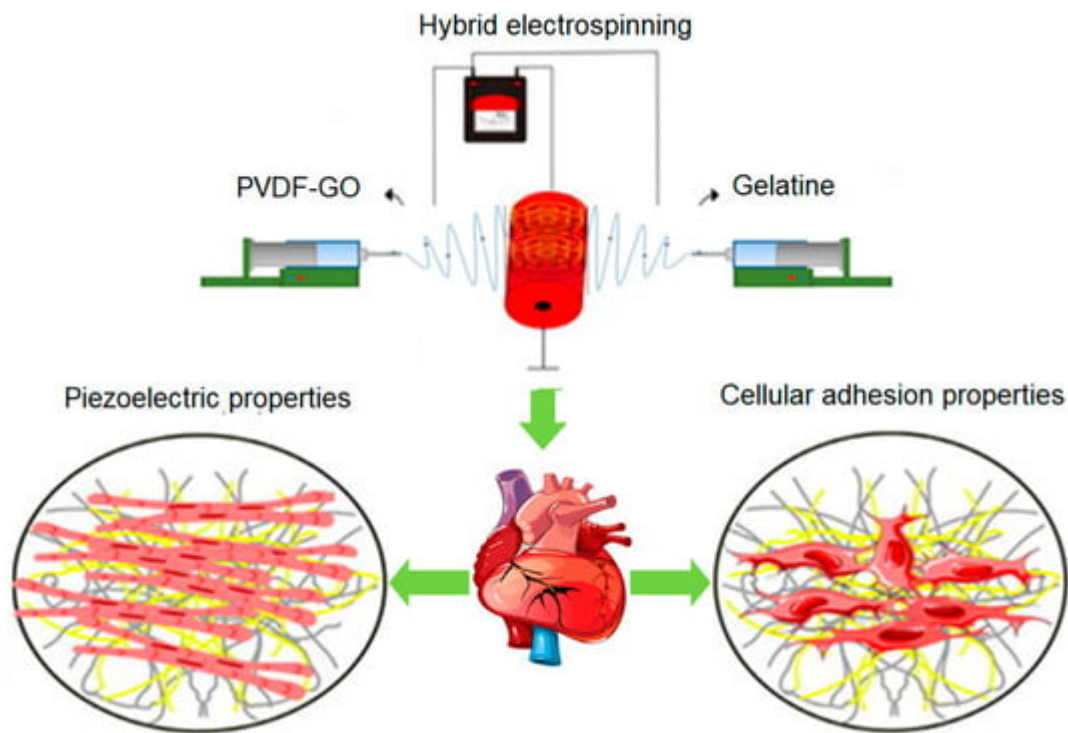 Hybrid electrospinning
PVDF-GO
Gelatine
Piezoelectric properties
Cellular adhesion properties